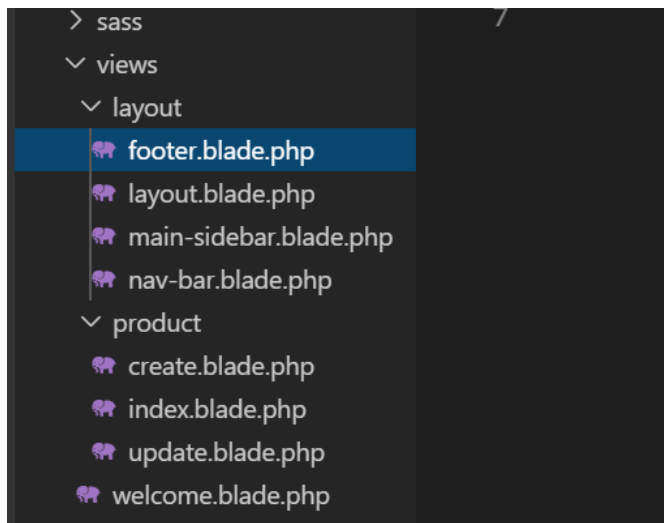 sass
7
views
layout
footer.blade.php
layout.blade.php
main-sidebar.blade.php
nav-bar.blade.php
product
create.blade.php
index.blade.php
update.blade.php
welcome.blade.php